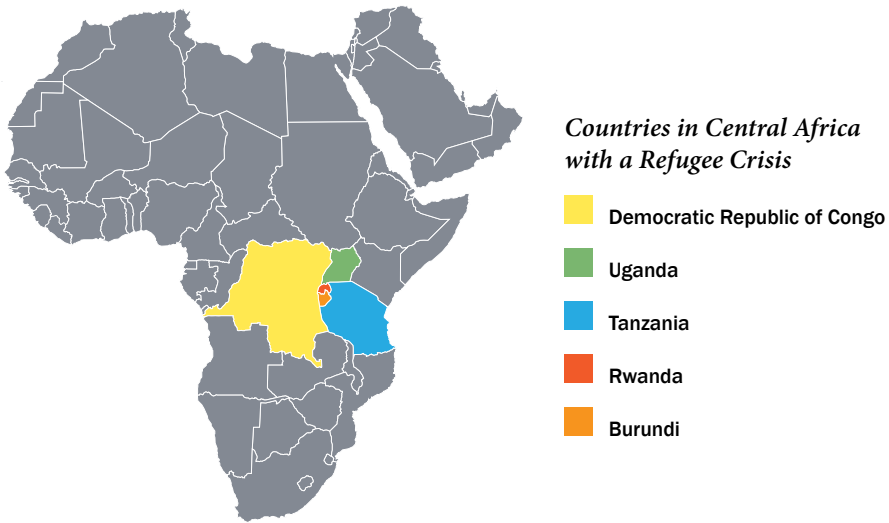 Countries in Central Africa
with a Refugee Crisis
Democratic Republic of Congo
Uganda
Tanzania
Rwanda
Burundi